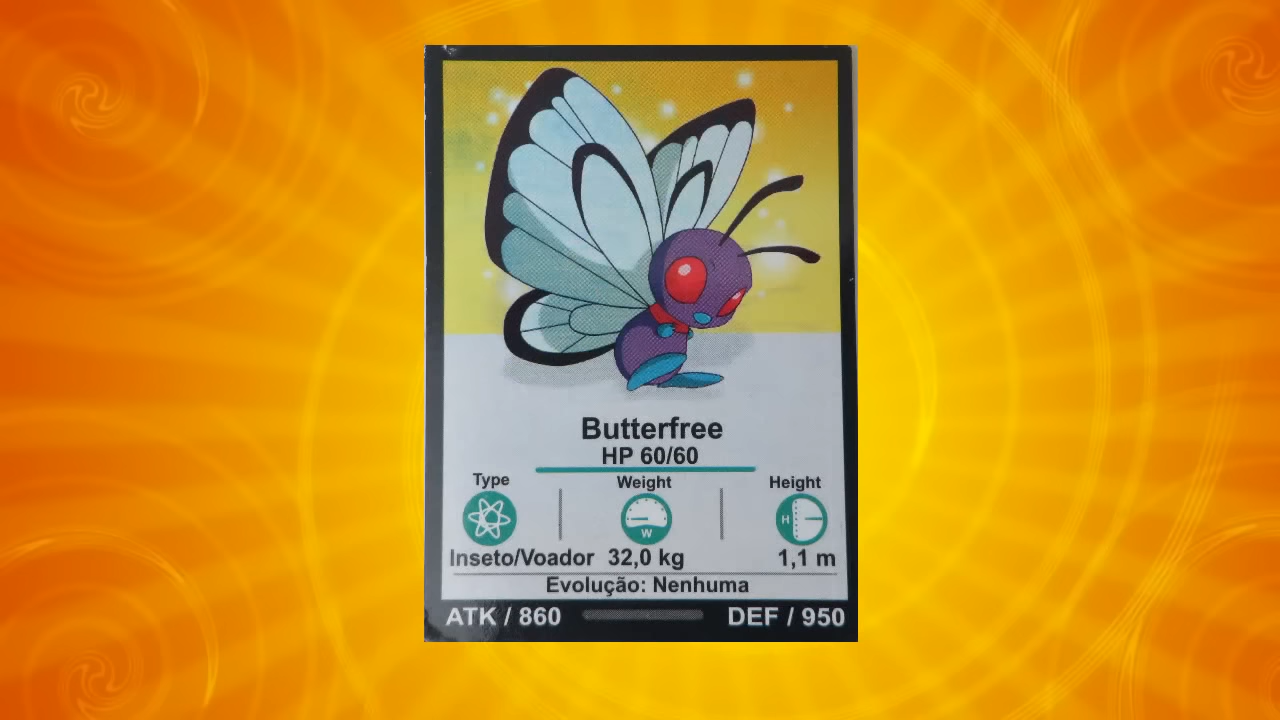 Butterfree
HP 60/60
Type Weight Height
W H
Inseto/Voador 32,0 kg 1,1 m
Evolução: Nenhuma
ATK / 860 DEF / 950